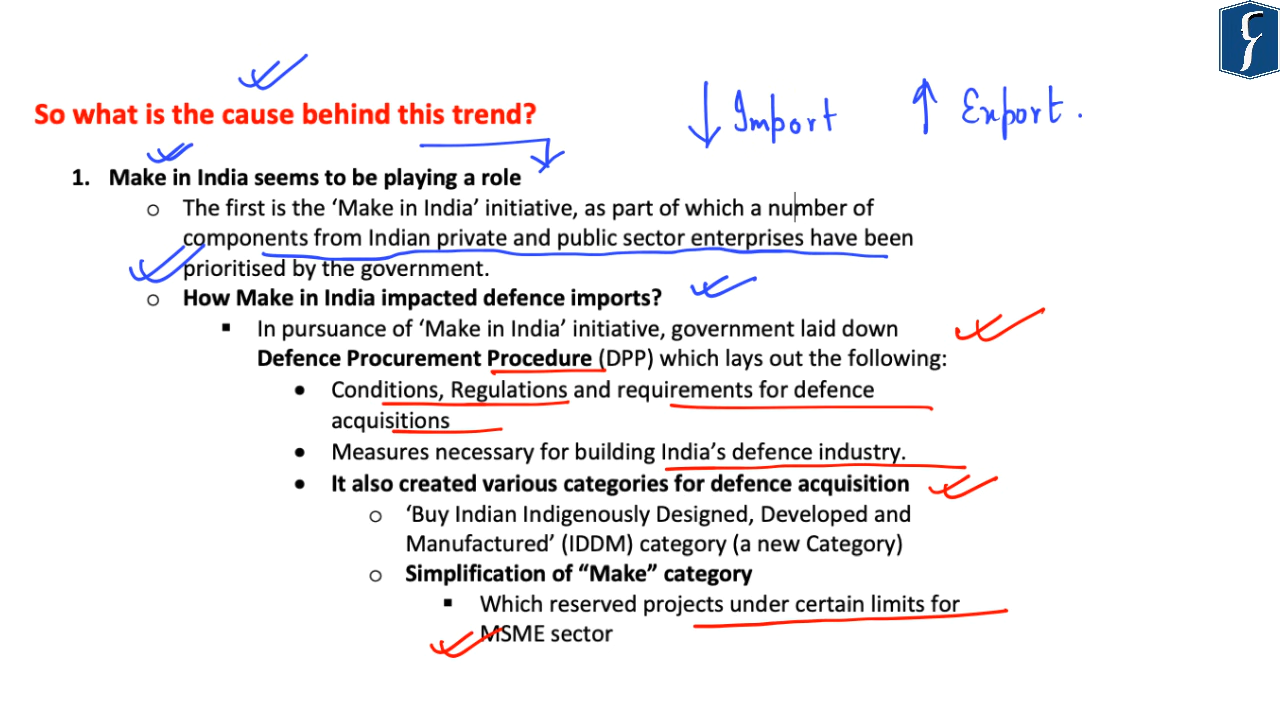 So what is the cause behind this trend?
↓ Import ↑ Export.
1. Make in India seems to be playing a role
o The first is the ‘Make in India’ initiative, as part of which a number of
components from Indian private and public sector enterprises have been
prioritised by the government.
o How Make in India impacted defence imports?
▪ In pursuance of ‘Make in India’ initiative, government laid down
Defence Procurement Procedure (DPP) which lays out the following:
• Conditions, Regulations and requirements for defence
acquisitions
• Measures necessary for building India’s defence industry.
• It also created various categories for defence acquisition
o ‘Buy Indian Indigenously Designed, Developed and
Manufactured’ (IDDM) category (a new Category)
o Simplification of “Make” category
▪ Which reserved projects under certain limits for
MSME sector